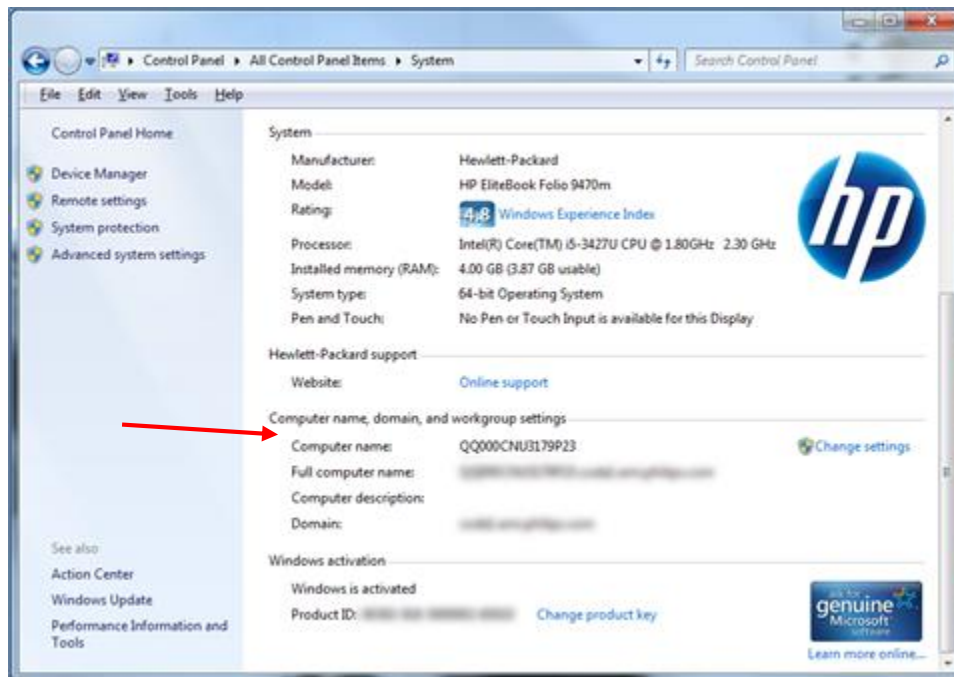 Control Panel ▸ All Control Panel Items ▸ System
Search Control Panel
File Edit View Tools Help
Control Panel Home
Device Manager
Remote settings
System protection
Advanced system settings
See also
Action Center
Windows Update
Performance Information and
Tools
System
Manufacturer: Hewlett-Packard
Model: HP EliteBook Folio 9470m
Rating: 4,8 Windows Experience Index
Processor: Intel(R) Core(TM) i5-3427U CPU @ 1.80GHz 2.30 GHz
Installed memory (RAM): 4.00 GB (3.87 GB usable)
System type: 64-bit Operating System
Pen and Touch: No Pen or Touch Input is available for this Display
hp
Hewlett-Packard support
Website: Online support
Computer name, domain, and workgroup settings
Computer name: QQ000CNU3179P23 Change settings
Full computer name:
Computer description:
Domain:
Windows activation
Windows is activated
Product ID: Change product key
ask for
genuine
Microsoft
software
Learn more online...